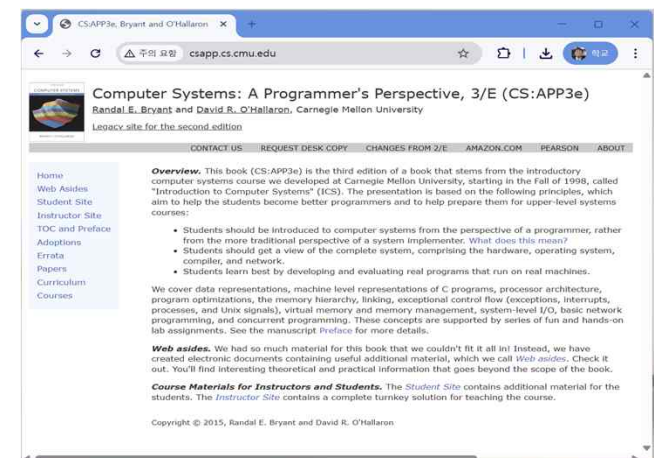 CS:APP3e, Bryant and O'Hallaron
주의 요함 csapp.cs.cmu.edu
학교
Computer Systems: A Programmer's Perspective, 3/E (CS:APP3e)
Randal E. Bryant and David R. O'Hallaron, Carnegie Mellon University
Legacy site for the second edition
CONTACT US REQUEST DESK COPY CHANGES FROM 2/E AMAZON.COM PEARSON ABOUT
Home
Web Asides
Student Site
Instructor Site
TOC and Preface
Adoptions
Errata
Papers
Curriculum
Courses
Overview. This book (CS:APP3e) is the third edition of a book that stems from the introductory
computer systems course we developed at Carnegie Mellon University, starting in the Fall of 1998, called
"Introduction to Computer Systems" (ICS). The presentation is based on the following principles, which
aim to help the students become better programmers and to help prepare them for upper-level systems
courses:
• Students should be introduced to computer systems from the perspective of a programmer, rather
from the more traditional perspective of a system implementer. What does this mean?
• Students should get a view of the complete system, comprising the hardware, operating system,
compiler, and network.
• Students learn best by developing and evaluating real programs that run on real machines.
We cover data representations, machine level representations of C programs, processor architecture,
program optimizations, the memory hierarchy, linking, exceptional control flow (exceptions, interrupts,
processes, and Unix signals), virtual memory and memory management, system-level I/O, basic network
programming, and concurrent programming. These concepts are supported by series of fun and hands-on
lab assignments. See the manuscript Preface for more details.
Web asides. We had so much material for this book that we couldn't fit it all in! Instead, we have
created electronic documents containing useful additional material, which we call Web asides. Check it
out. You'll find interesting theoretical and practical information that goes beyond the scope of the book.
Course Materials for Instructors and Students. The Student Site contains additional material for the
students. The Instructor Site contains a complete turnkey solution for teaching the course.
Copyright © 2015, Randal E. Bryant and David R. O'Hallaron